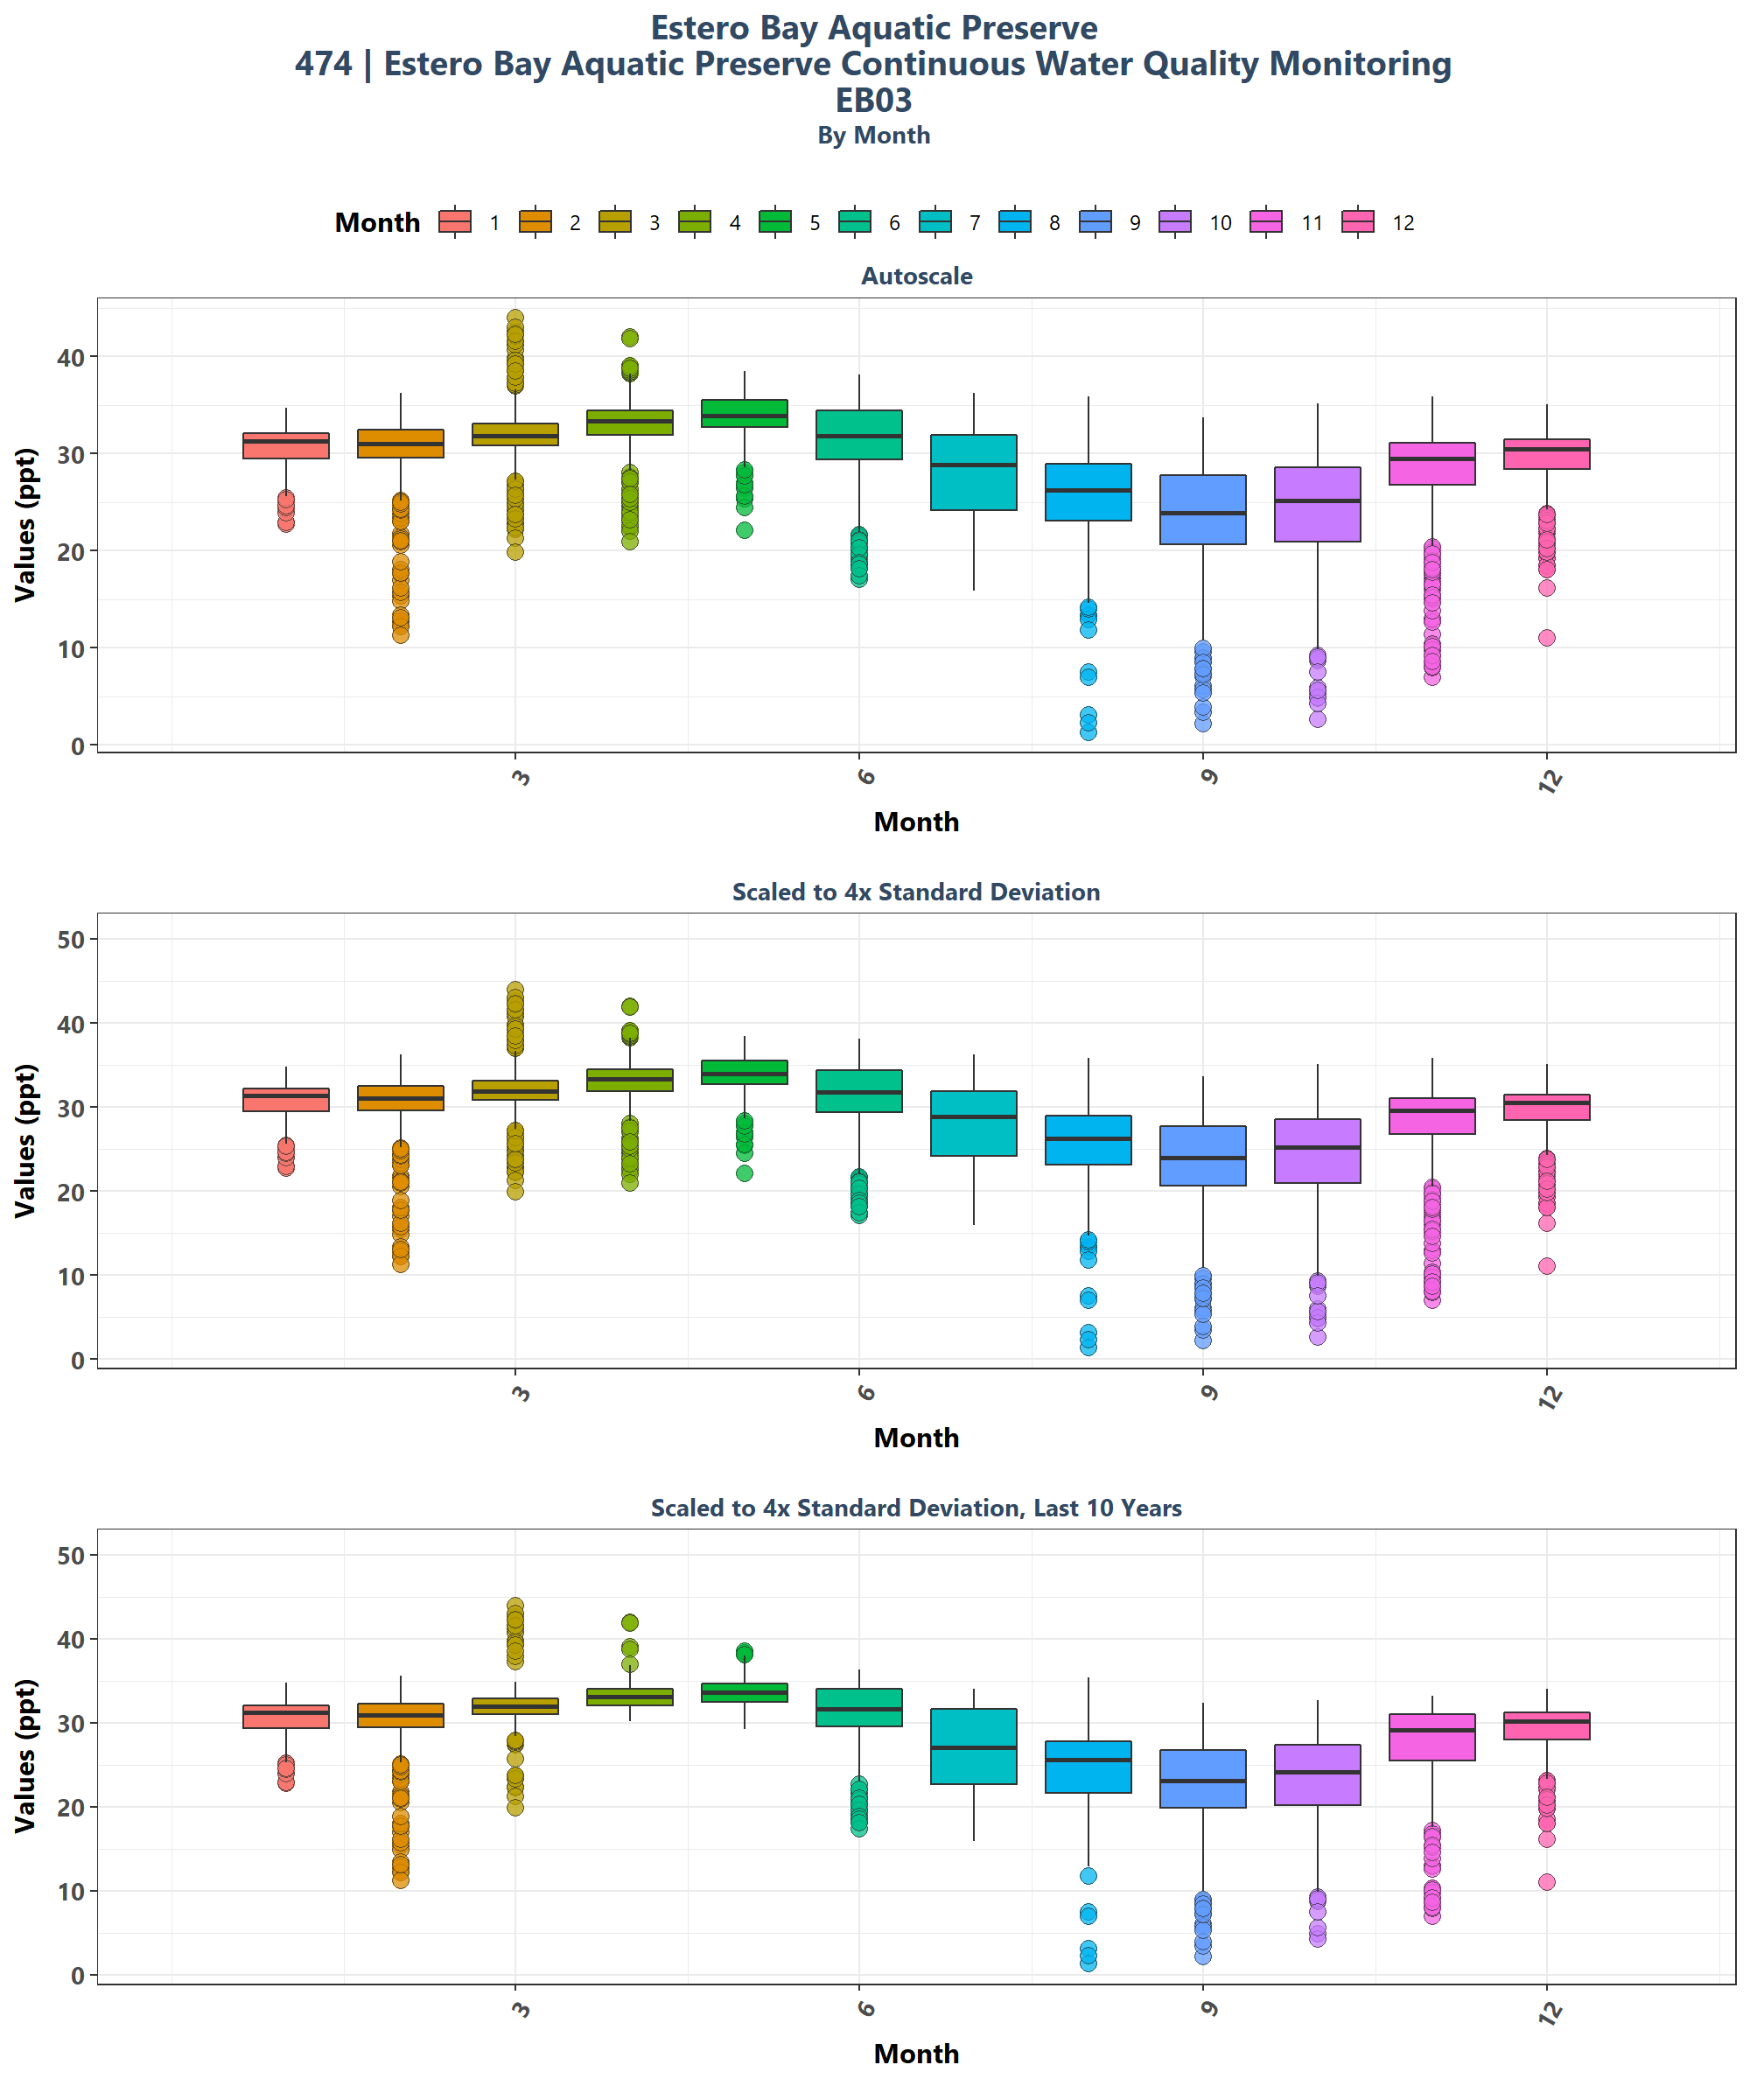 Estero Bay Aquatic Preserve
474 | Estero Bay Aquatic Preserve Continuous Water Quality Monitoring
EB03
By Month
Month 1 2 3 4 5 6 7 8 9 10 11 12
Autoscale
Values (ppt)
40
30
20
10
0
3 6 9 12
Month
Scaled to 4x Standard Deviation
Values (ppt)
50
40
30
20
10
0
3 6 9 12
Month
Scaled to 4x Standard Deviation, Last 10 Years
Values (ppt)
50
40
30
20
10
0
3 6 9 12
Month